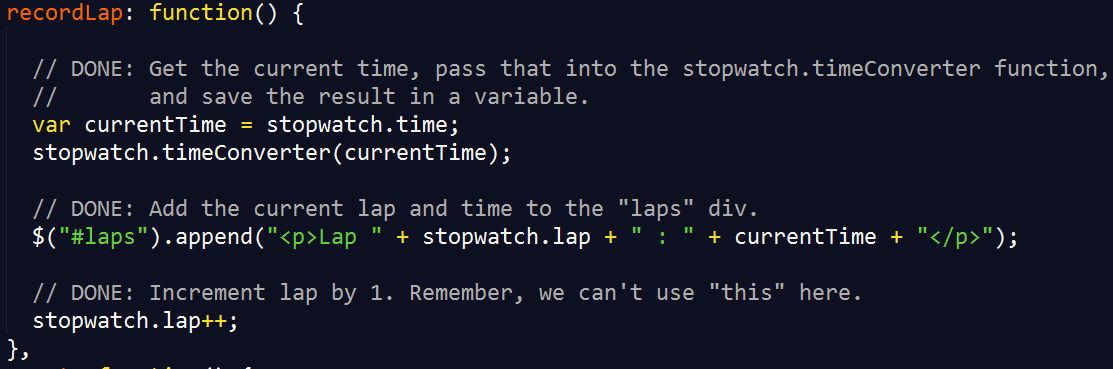 recordLap: function() {
// DONE: Get the current time, pass that into the stopwatch.timeConverter function,
//       and save the result in a variable.
var currentTime = stopwatch.time;
stopwatch.timeConverter(currentTime);
// DONE: Add the current lap and time to the "laps" div.
$("#laps").append("<p>Lap " + stopwatch.lap + " : " + currentTime + "</p>");
// DONE: Increment lap by 1. Remember, we can't use "this" here.
stopwatch.lap++;
},